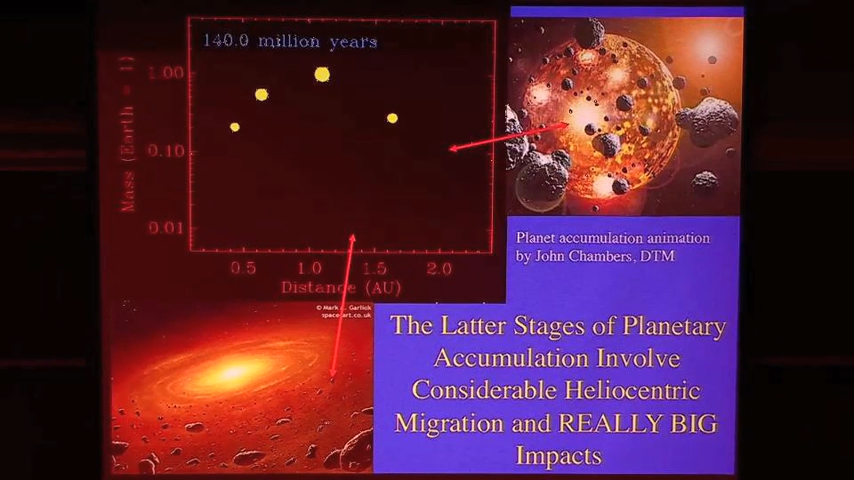 140.0 million years
Mass (Earth = 1)
1.00
0.10
0.01
0.5 1.0 1.5 2.0
Distance (AU)
© Mark A. Garlick
space-art.co.uk
Planet accumulation animation
by John Chambers, DTM
The Latter Stages of Planetary
Accumulation Involve
Considerable Heliocentric
Migration and REALLY BIG
Impacts